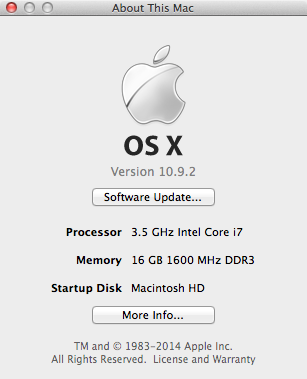 About This Mac
OS X
Version 10.9.2
Software Update...
Processor 3.5 GHz Intel Core i7
Memory 16 GB 1600 MHz DDR3
Startup Disk Macintosh HD
More Info...
TM and © 1983-2014 Apple Inc.
All Rights Reserved. License and Warranty